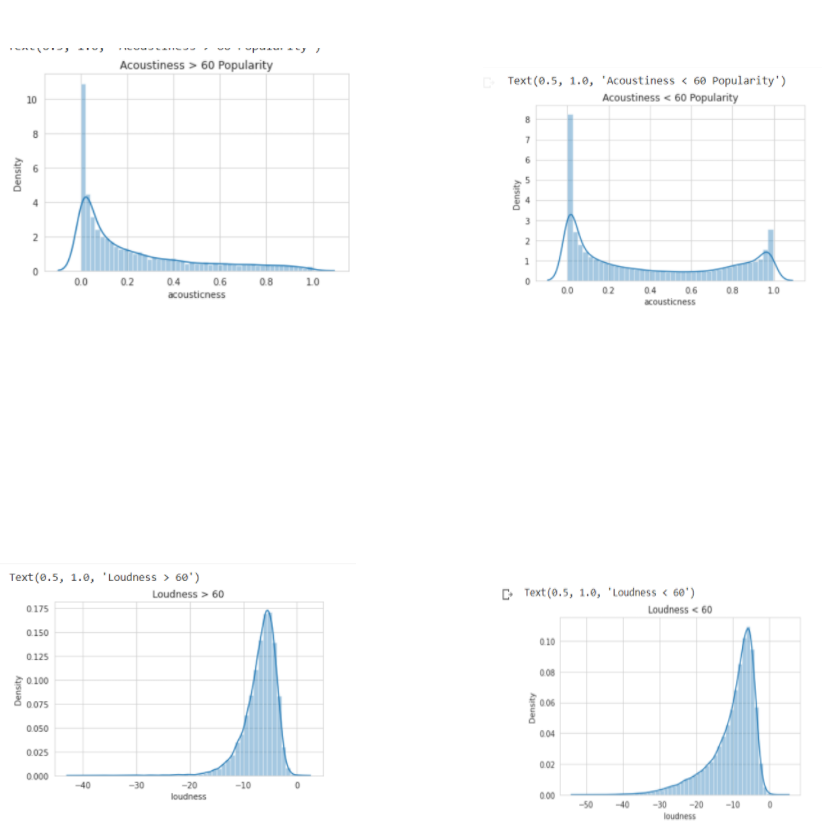 Acoustiness > 60 Popularity
10
8
6
4
2
0
Density
0.0 0.2 0.4 0.6 0.8 1.0
acousticness
Text(0.5, 1.0, 'Acoustiness < 60 Popularity')
Acoustiness < 60 Popularity
8
7
6
5
4
3
2
1
0
Density
0.0 0.2 0.4 0.6 0.8 1.0
acousticness
Text(0.5, 1.0, 'Loudness > 60')
Loudness > 60
0.175
0.150
0.125
0.100
0.075
0.050
0.025
0.000
Density
−40 −30 −20 −10 0
loudness
Text(0.5, 1.0, 'Loudness < 60')
Loudness < 60
0.10
0.08
0.06
0.04
0.02
0.00
Density
−50 −40 −30 −20 −10 0
loudness